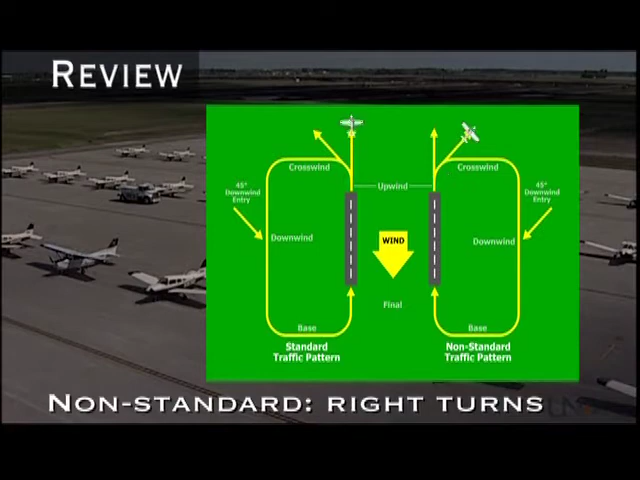 REVIEW
Crosswind
Crosswind
45°
Downwind
Entry
Upwind
45°
Downwind
Entry
Downwind
WIND
Downwind
Final
Base
Base
Standard
Traffic Pattern
Non-Standard
Traffic Pattern
NON-STANDARD: RIGHT TURNS